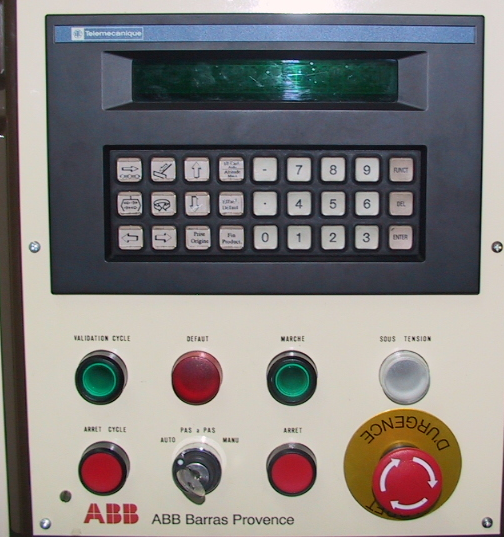 Telemecanique
- 7 8 9 FUNCT
. 4 5 6 DEL
Défaut
Prise
Origine
Fin
Product.
0 1 2 3 ENTER
VALIDATION CYCLE
DEFAUT
MARCHE
SOUS TENSION
ARRET CYCLE
PAS à PAS
AUTO MANU
ARRET
D'URGENCE
ABB ABB Barras Provence